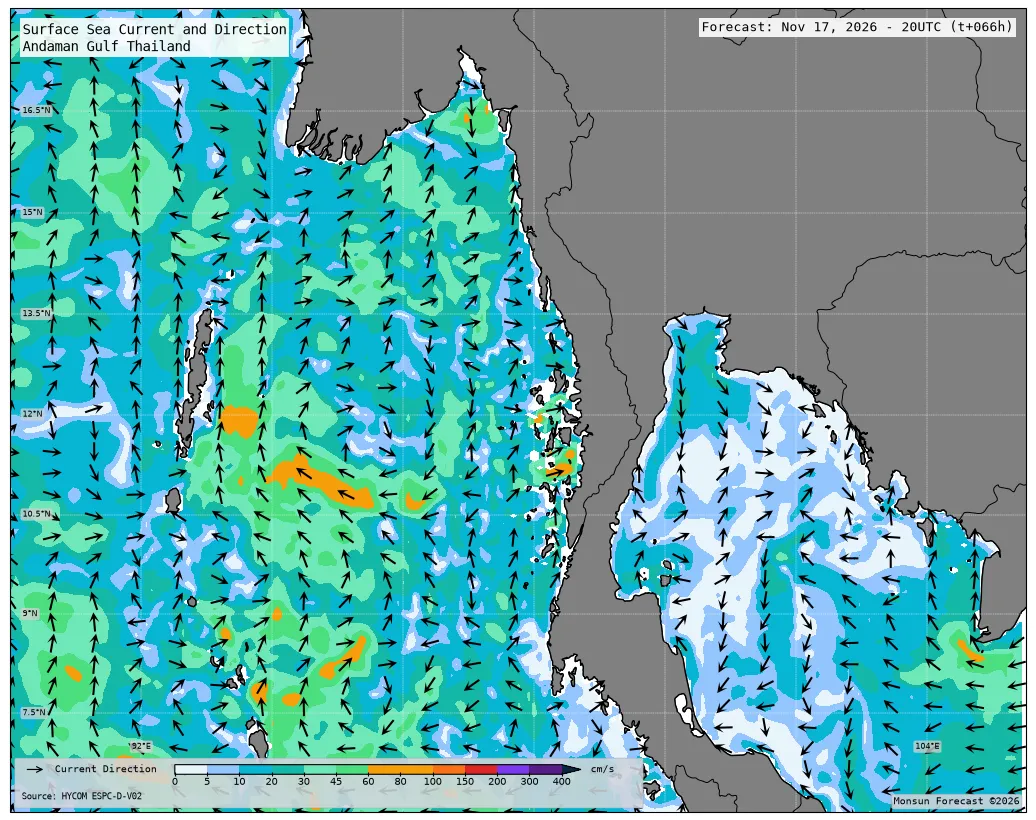 Surface Sea Current and Direction
Andaman Gulf Thailand
Forecast: Nov 17, 2026 - 20UTC (t+066h)
16.5°N
15°N
13.5°N
12°N
10.5°N
9°N
7.5°N
92°E
104°E
Current Direction
0 5 10 20 30 45 60 80 100 150 200 300 400 cm/s
Source: HYCOM ESPC-D-V02
Monsun Forecast ©2026